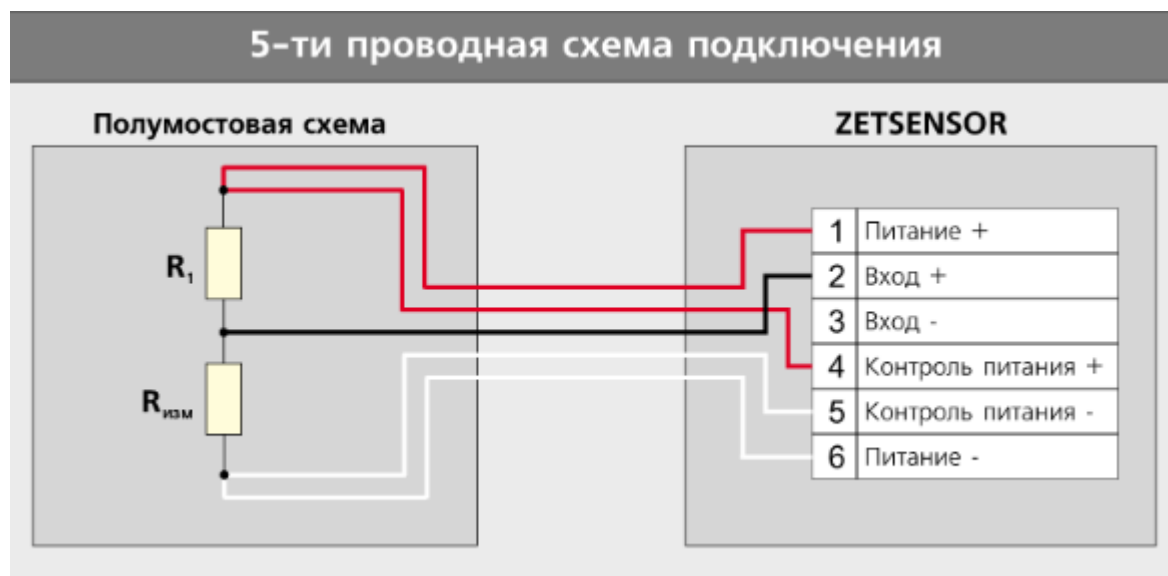 5-ти проводная схема подключения
Полумостовая схема
ZETSENSOR
R₁
Rизм
1 Питание +
2 Вход +
3 Вход -
4 Контроль питания +
5 Контроль питания -
6 Питание -